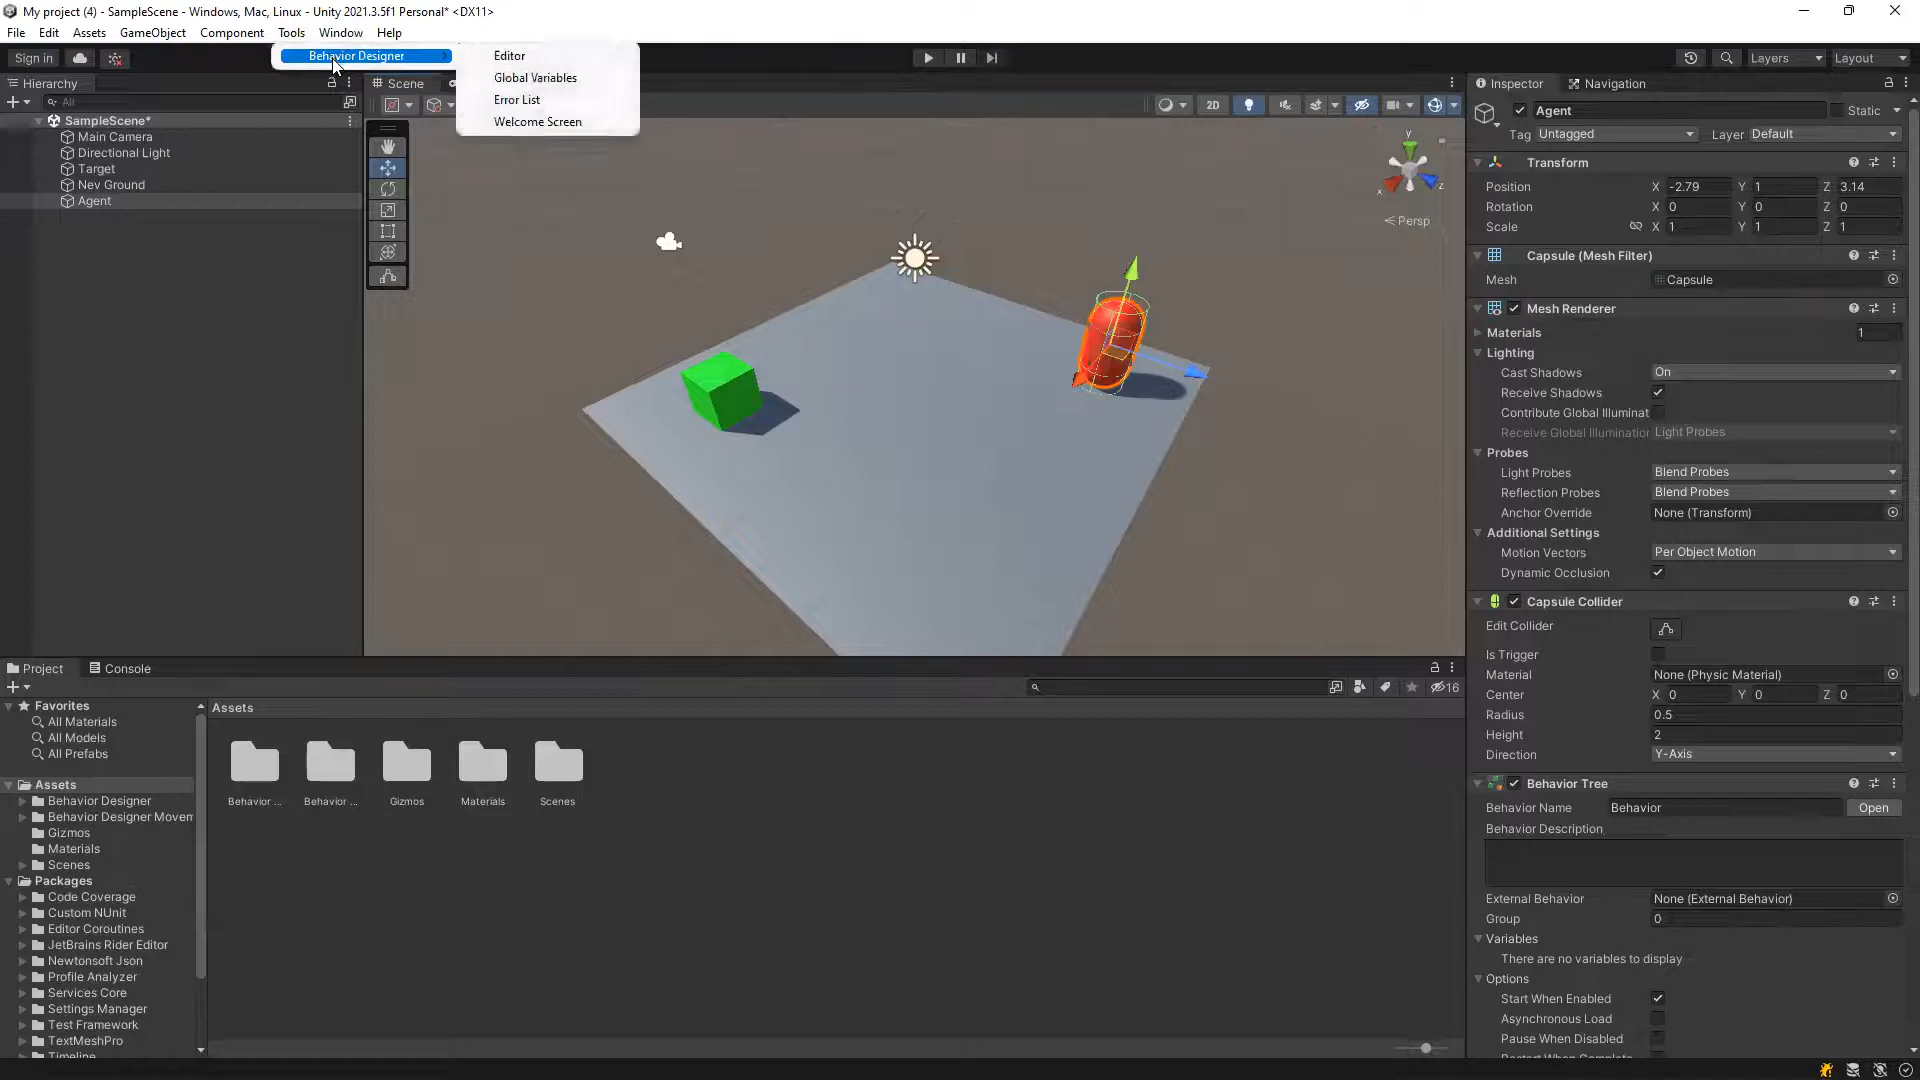 My project (4) - SampleScene - Windows, Mac, Linux - Unity 2021.3.5f1 Personal* <DX11>
File Edit Assets GameObject Component Tools Window Help
Sign in
Behavior Designer
Editor
Global Variables
Error List
Welcome Screen
Layers
Layout
Hierarchy
All
SampleScene*
Main Camera
Directional Light
Target
Nev Ground
Agent
Scene
2D
y
x
z
Persp
Inspector
Navigation
Agent
Static
Tag Untagged
Layer Default
Transform
Position X -2.79 Y 1 Z 3.14
Rotation X 0 Y 0 Z 0
Scale X 1 Y 1 Z 1
Capsule (Mesh Filter)
Mesh Capsule
Mesh Renderer
Materials 1
Lighting
Cast Shadows On
Receive Shadows
Contribute Global Illuminat
Receive Global Illumination Light Probes
Probes
Light Probes Blend Probes
Reflection Probes Blend Probes
Anchor Override None (Transform)
Additional Settings
Motion Vectors Per Object Motion
Dynamic Occlusion
Capsule Collider
Edit Collider
Is Trigger
Material None (Physic Material)
Center X 0 Y 0 Z 0
Radius 0.5
Height 2
Direction Y-Axis
Behavior Tree
Behavior Name Behavior Open
Behavior Description
External Behavior None (External Behavior)
Group 0
Variables
There are no variables to display
Options
Start When Enabled
Asynchronous Load
Pause When Disabled
Restart When Complete
Project
Console
16
Favorites
All Materials
All Models
All Prefabs
Assets
Behavior Designer
Behavior Designer Movem
Gizmos
Materials
Scenes
Packages
Code Coverage
Custom NUnit
Editor Coroutines
JetBrains Rider Editor
Newtonsoft Json
Profile Analyzer
Services Core
Settings Manager
Test Framework
TextMeshPro
Timeline
Assets
Behavior ...
Behavior ...
Gizmos
Materials
Scenes